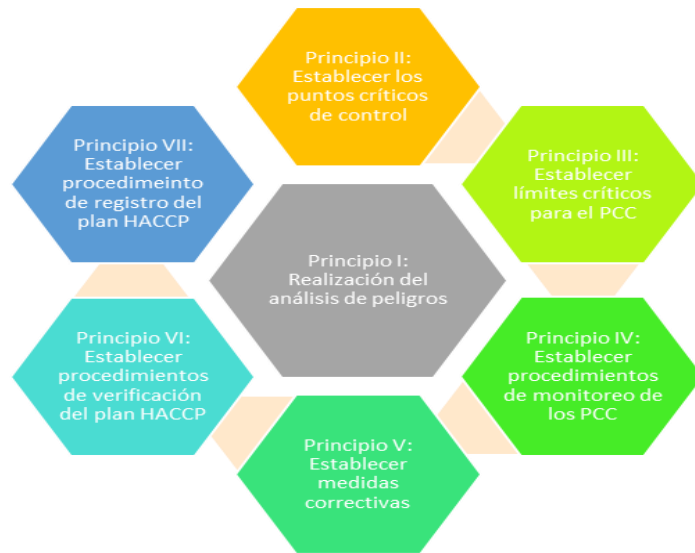 Principio II:
Establecer los
puntos críticos
de control
Principio III:
Establecer
límites críticos
para el PCC
Principio IV:
Establecer
procedimientos
de monitoreo de
los PCC
Principio V:
Establecer
medidas
correctivas
Principio VI:
Establecer
procedimientos
de verificación
del plan HACCP
Principio VII:
Establecer
procedimeinto
de registro del
plan HACCP
Principio I:
Realización del
análisis de peligros